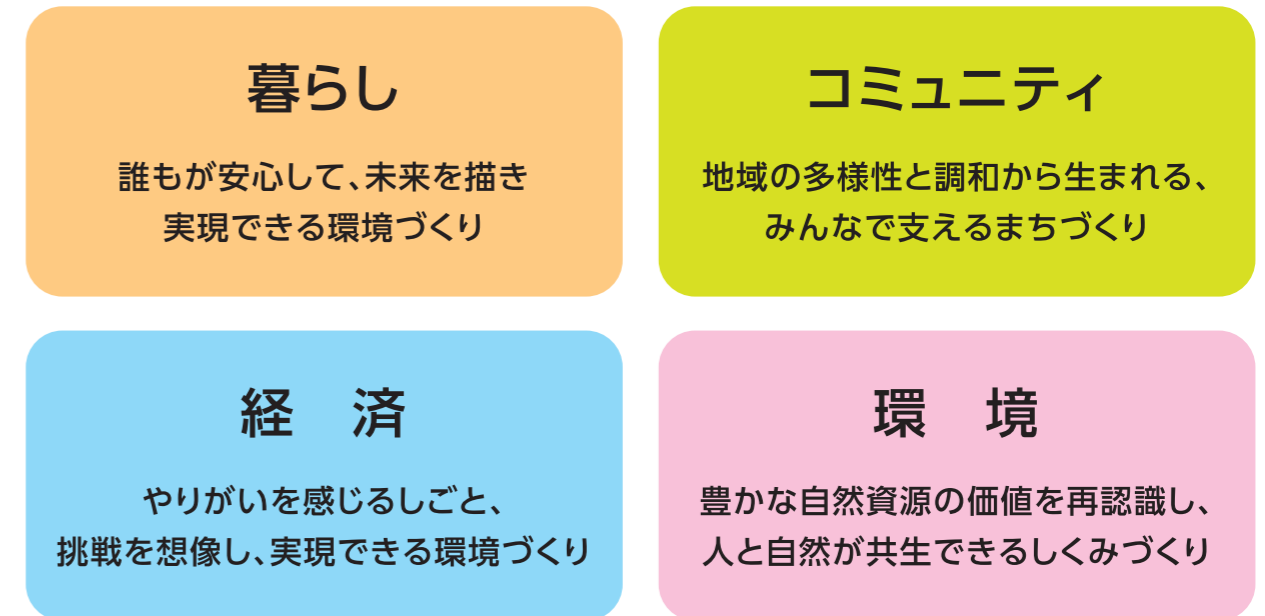 暮らし
誰もが安心して、未来を描き
実現できる環境づくり
コミュニティ
地域の多様性と調和から生まれる、
みんなで支えるまちづくり
経　済
やりがいを感じるしごと、
挑戦を想像し、実現できる環境づくり
環　境
豊かな自然資源の価値を再認識し、
人と自然が共生できるしくみづくり